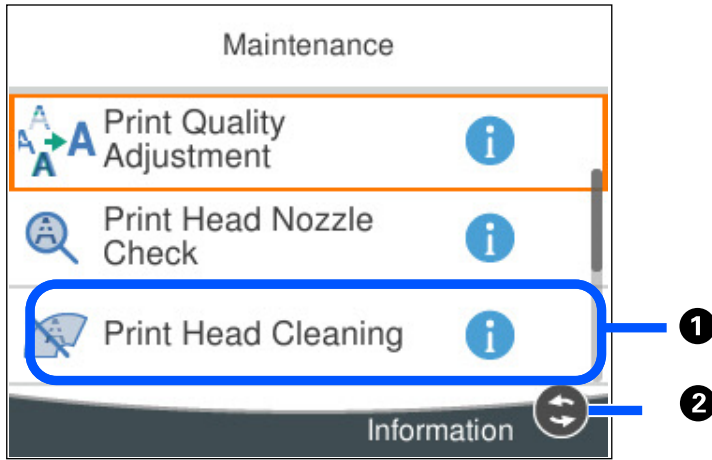 Maintenance
Print Quality
Adjustment
Print Head Nozzle
Check
Print Head Cleaning
1
Information
2